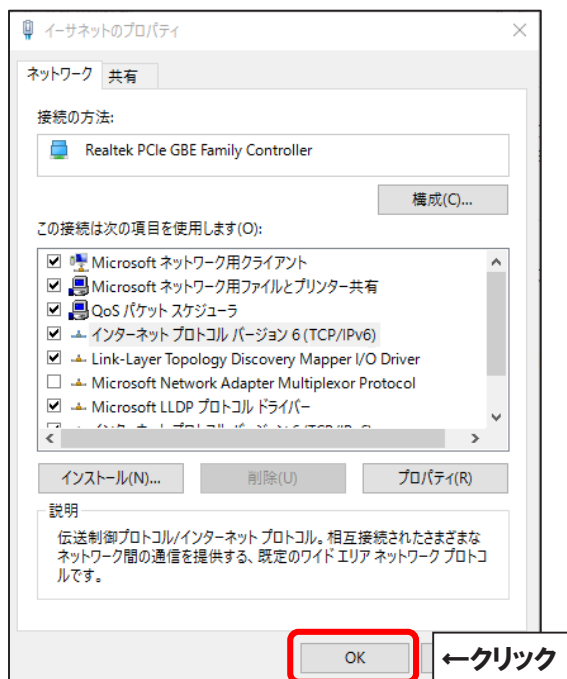 イーサネットのプロパティ
ネットワーク 共有
接続の方法:
Realtek PCIe GBE Family Controller
構成(C)...
この接続は次の項目を使用します(O):
Microsoft ネットワーク用クライアント
Microsoft ネットワーク用ファイルとプリンター共有
QoS パケット スケジューラ
インターネット プロトコル バージョン 6 (TCP/IPv6)
Link-Layer Topology Discovery Mapper I/O Driver
Microsoft Network Adapter Multiplexor Protocol
Microsoft LLDP プロトコル ドライバー
インストール(N)... 削除(U) プロパティ(R)
説明
伝送制御プロトコル/インターネット プロトコル。相互接続されたさまざまな
ネットワーク間の通信を提供する、既定のワイド エリア ネットワーク プロトコ
ルです。
OK ←クリック